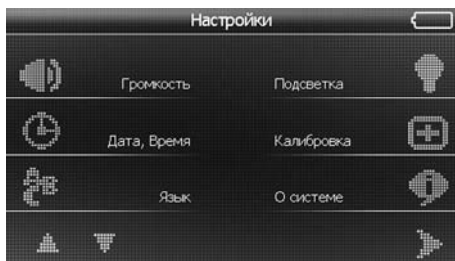 Настройки
Громкость Подсветка
Дата, Время Калибровка
Язык О системе